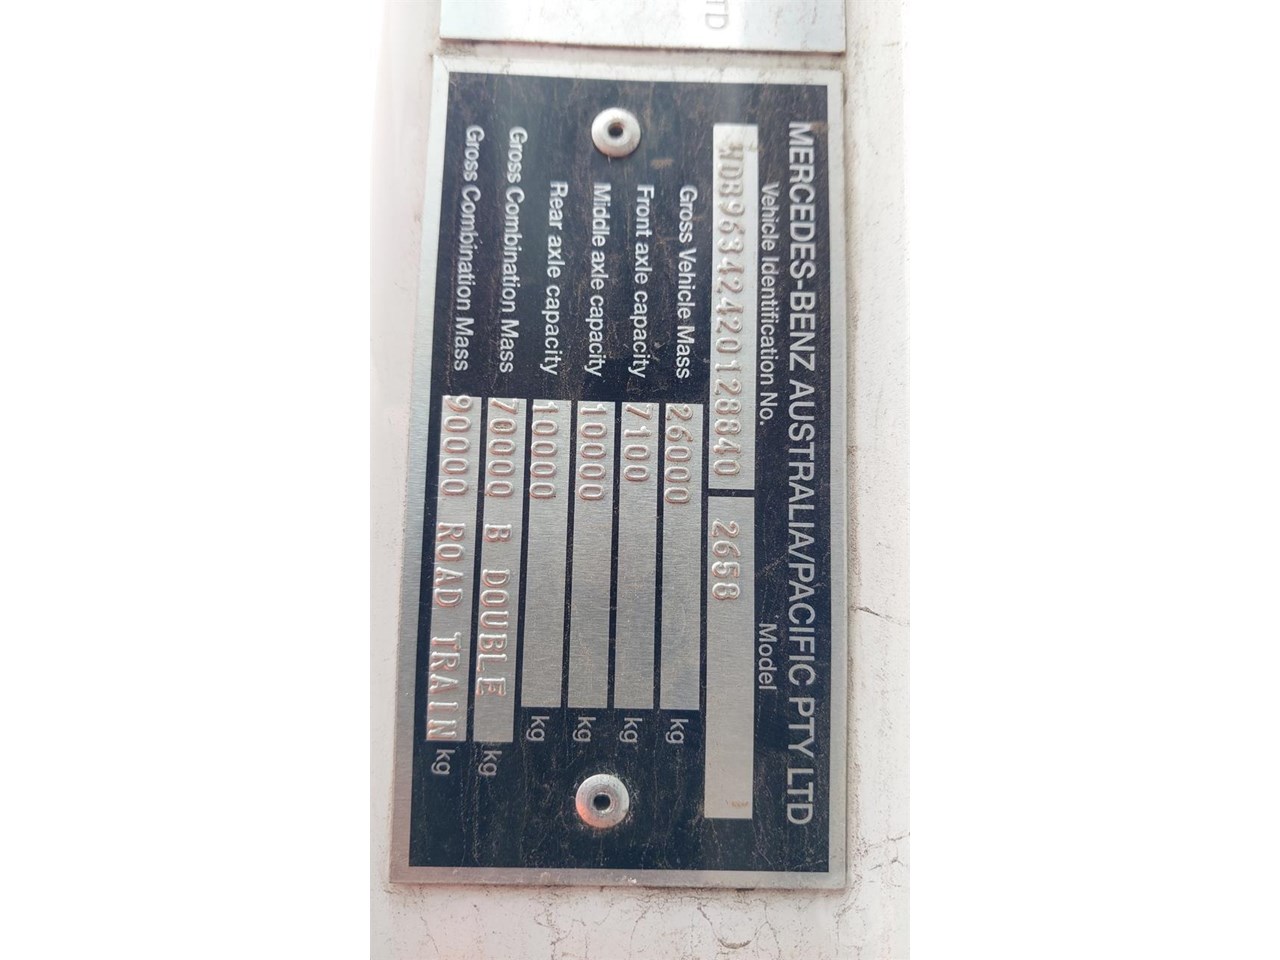 TD
MERCEDES-BENZ AUSTRALIA/PACIFIC PTY LTD
Vehicle Identification No. Model
WDB96342420128840 2658
Gross Vehicle Mass 26000 kg
Front axle capacity 7100 kg
Middle axle capacity 10000 kg
Rear axle capacity 10000 kg
Gross Combination Mass 70000 B DOUBLE kg
Gross Combination Mass 90000 ROAD TRAIN kg